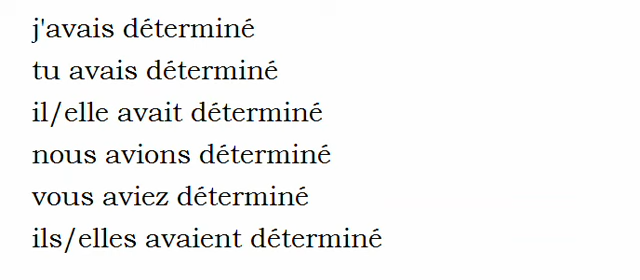 j'avais déterminé
tu avais déterminé
il/elle avait déterminé
nous avions déterminé
vous aviez déterminé
ils/elles avaient déterminé